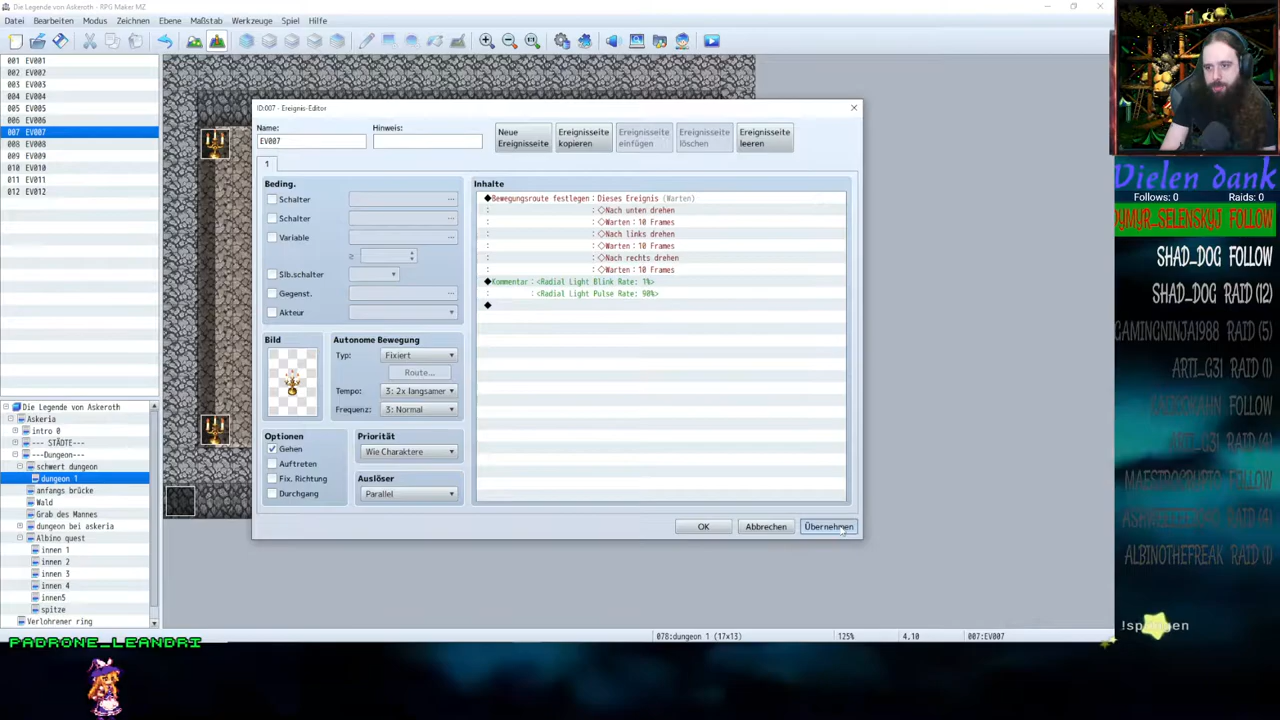 Die Legende von Askeroth - RPG Maker MZ
Datei Bearbeiten Modus Zeichnen Ebene Maßstab Werkzeuge Spiel Hilfe
001 EV001
002 EV002
003 EV003
004 EV004
005 EV005
006 EV006
007 EV007
008 EV008
009 EV009
010 EV010
011 EV011
012 EV012
ID:007 - Ereignis-Editor
Name:
EV007
Hinweis:
Neue Ereignisseite
Ereignisseite kopieren
Ereignisseite einfügen
Ereignisseite löschen
Ereignisseite leeren
1
Beding.
Schalter
Schalter
Variable
≥
Slb.schalter
Gegenst.
Akteur
Bild
Autonome Bewegung
Typ: Fixiert
Route...
Tempo: 3: 2x langsamer
Frequenz: 3: Normal
Optionen
Gehen
Auftreten
Fix. Richtung
Durchgang
Priorität
Wie Charaktere
Auslöser
Parallel
Inhalte
◆Bewegungsroute festlegen：Dieses Ereignis (Warten)
： ：◇Nach unten drehen
： ：◇Warten：10 Frames
： ：◇Nach links drehen
： ：◇Warten：10 Frames
： ：◇Nach rechts drehen
： ：◇Warten：10 Frames
◆Kommentar：<Radial Light Blink Rate: 1%>
： ：<Radial Light Pulse Rate: 90%>
◆
OK Abbrechen Übernehmen
Die Legende von Askeroth
Askeria
intro 0
--- STÄDTE---
---Dungeon---
schwert dungeon
dungeon 1
anfangs brücke
Wald
Grab des Mannes
dungeon bei askeria
Albino quest
innen 1
innen 2
innen 3
innen 4
innen5
spitze
Verlohrener ring
078:dungeon 1 (17x13) 125% 4,10 007:EV007
Vielen dank
Follows: 0 Raids: 0
DYMYR_SELENSKYJ FOLLOW
SHAD_DOG FOLLOW
SHAD_DOG RAID (12)
GAMINGNINJA1988 RAID (5)
ARTI_G31 RAID (1)
FOLLOW
ARTI_G31 RAID
FOLLOW
RAID
ALBINOTHEFREAK RAID (1)
!springen
PADRONE_LEANDRI